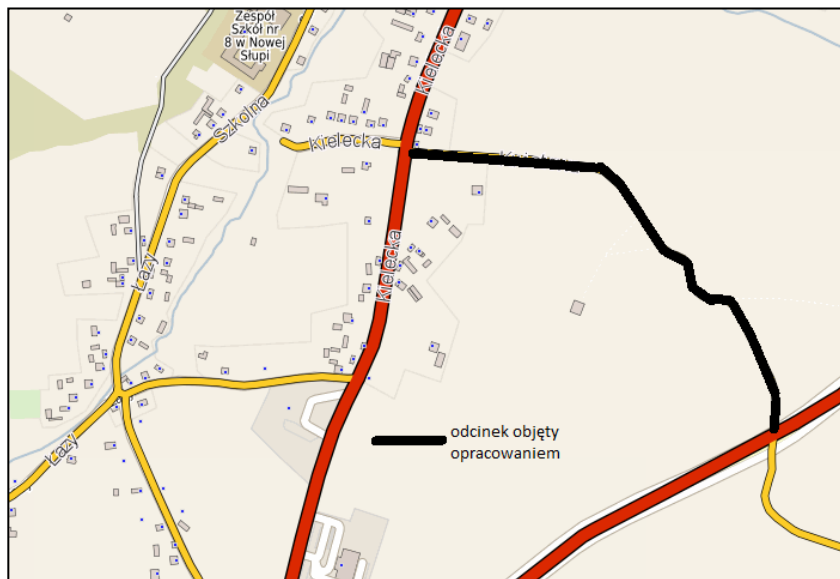 Zespół
Szkół nr
8 w Nowej
Słupi
Kielecka
Szkolna
Kielecka
Kielecka
Łazy
Łazy
odcinek objęty
opracowaniem